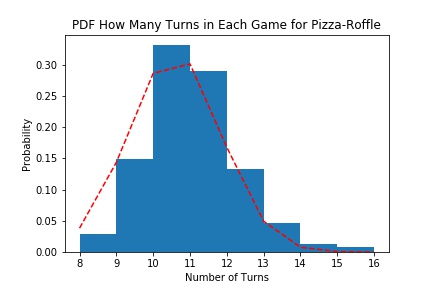 PDF How Many Turns in Each Game for Pizza-Roffle
Probability
0.30
0.25
0.20
0.15
0.10
0.05
0.00
8 9 10 11 12 13 14 15 16
Number of Turns